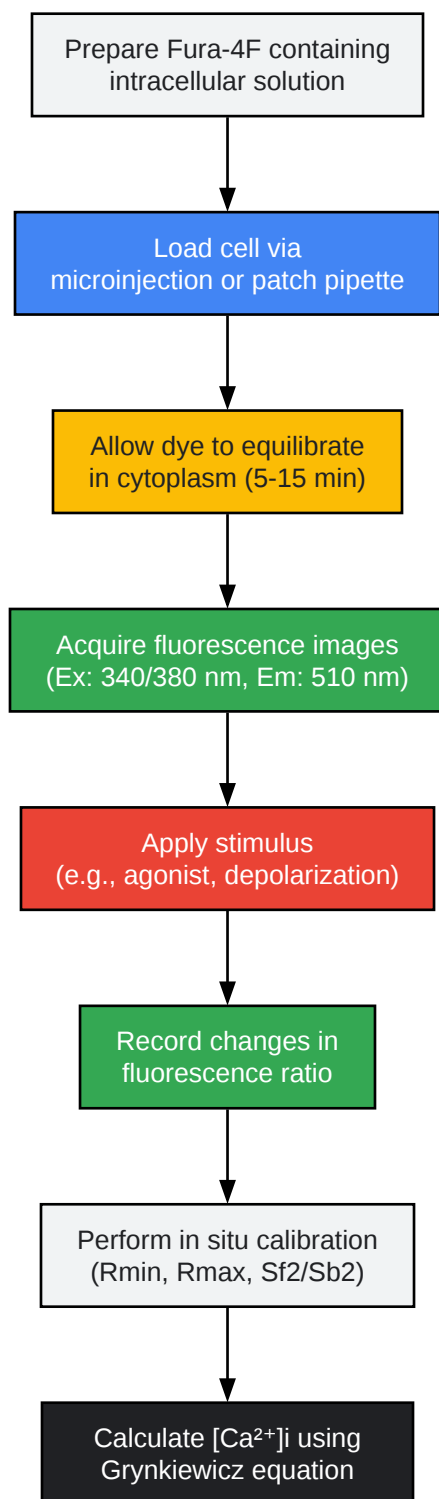 Prepare Fura-4F containing
intracellular solution
Load cell via
microinjection or patch pipette
Allow dye to equilibrate
in cytoplasm (5-15 min)
Acquire fluorescence images
(Ex: 340/380 nm, Em: 510 nm)
Apply stimulus
(e.g., agonist, depolarization)
Record changes in
fluorescence ratio
Perform in situ calibration
(Rmin, Rmax, Sf2/Sb2)
Calculate [Ca²⁺]i using
Grynkiewicz equation